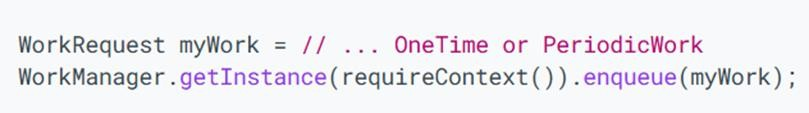 WorkRequest myWork = // ... OneTime or PeriodicWork
WorkManager.getInstance(requireContext()).enqueue(myWork);